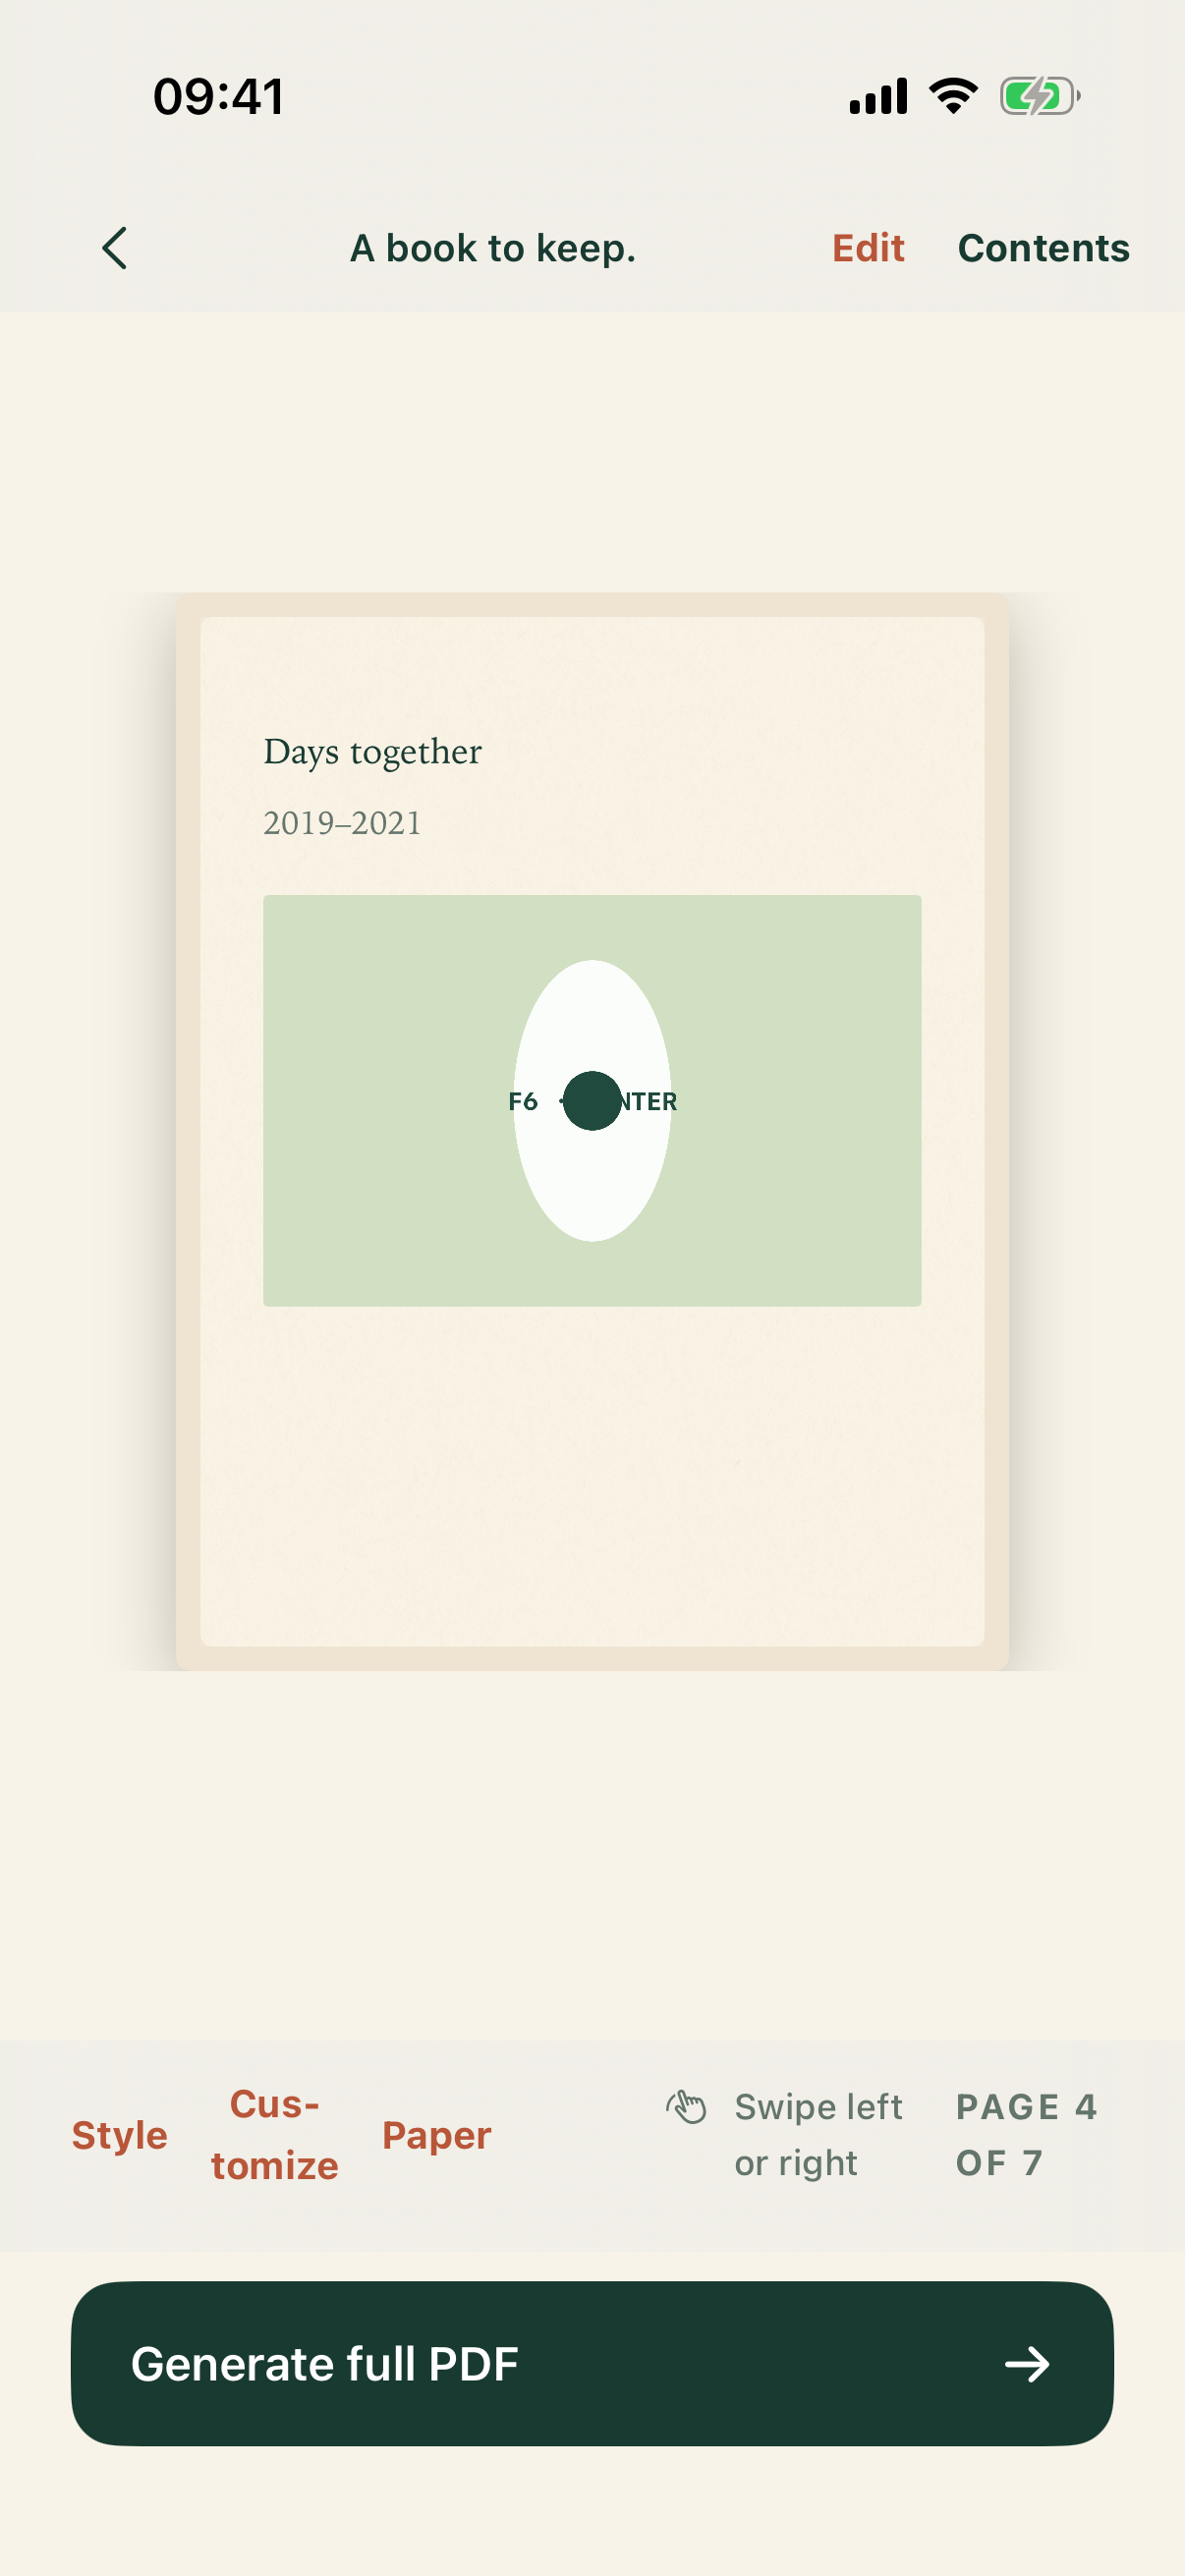 09:41
A book to keep.
Edit
Contents
Days together
2019–2021
F6
Style
Cus-
tomize
Paper
Swipe left
or right
PAGE 4
OF 7
Generate full PDF